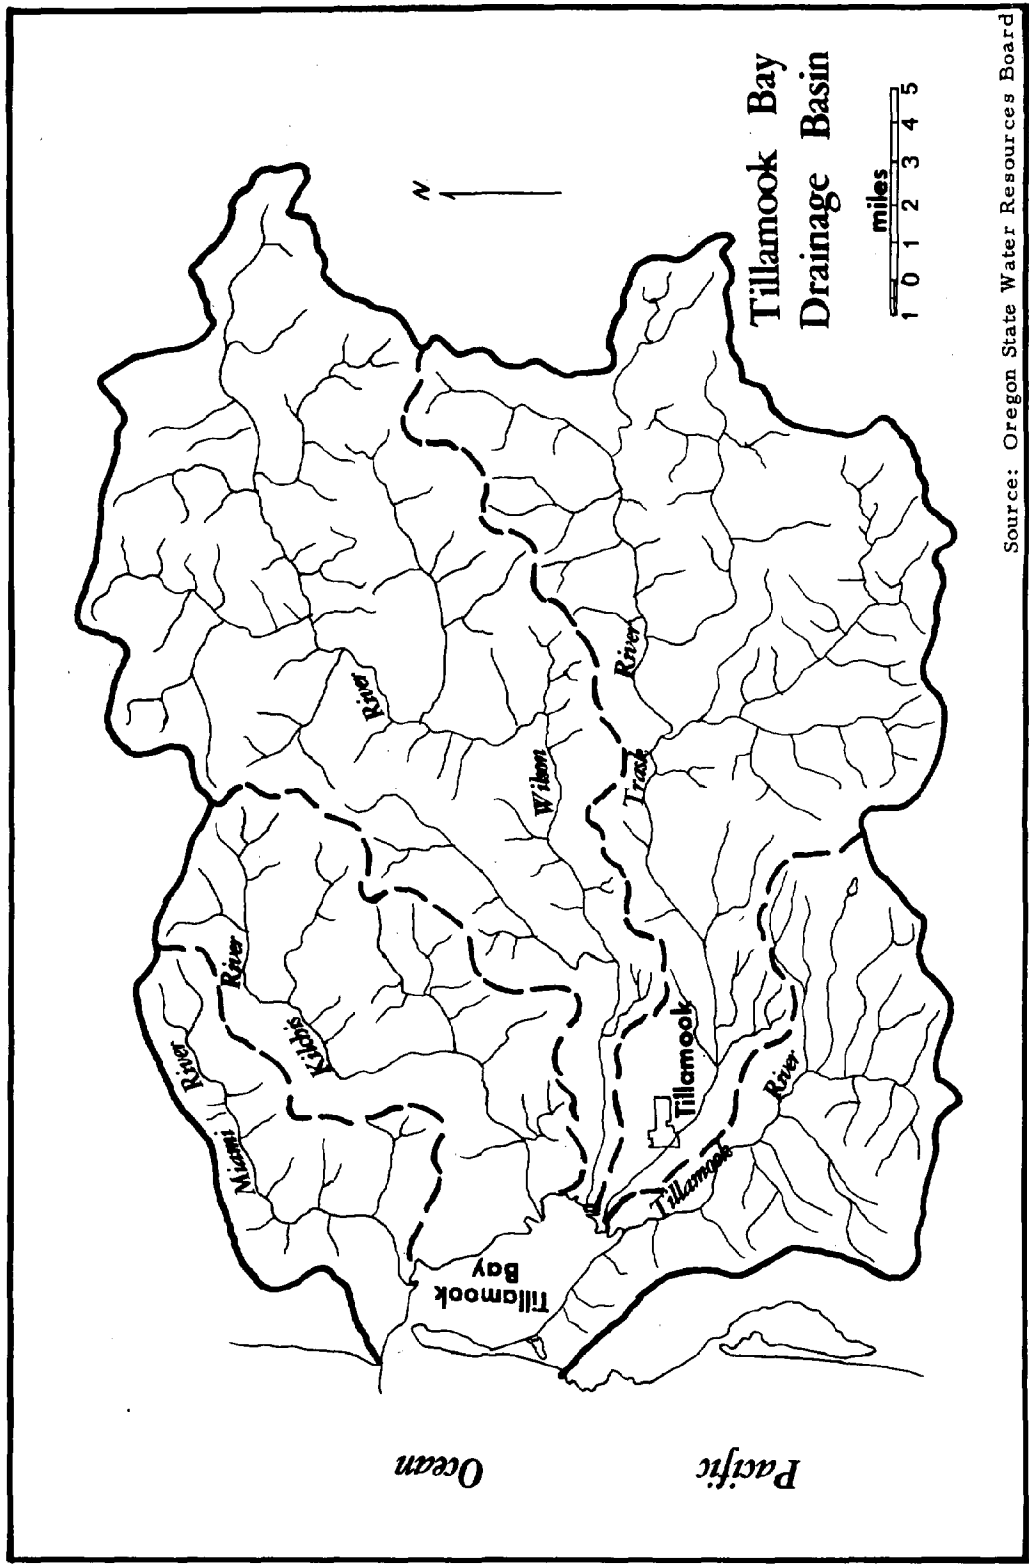 Tillamook Bay
Drainage Basin
miles
1 0 1 2 3 4 5
N
Miami River
Kilchis River
Wilson River
Trask River
Tillamook River
Tillamook
Tillamook
Bay
Pacific Ocean
Source: Oregon State Water Resources Board